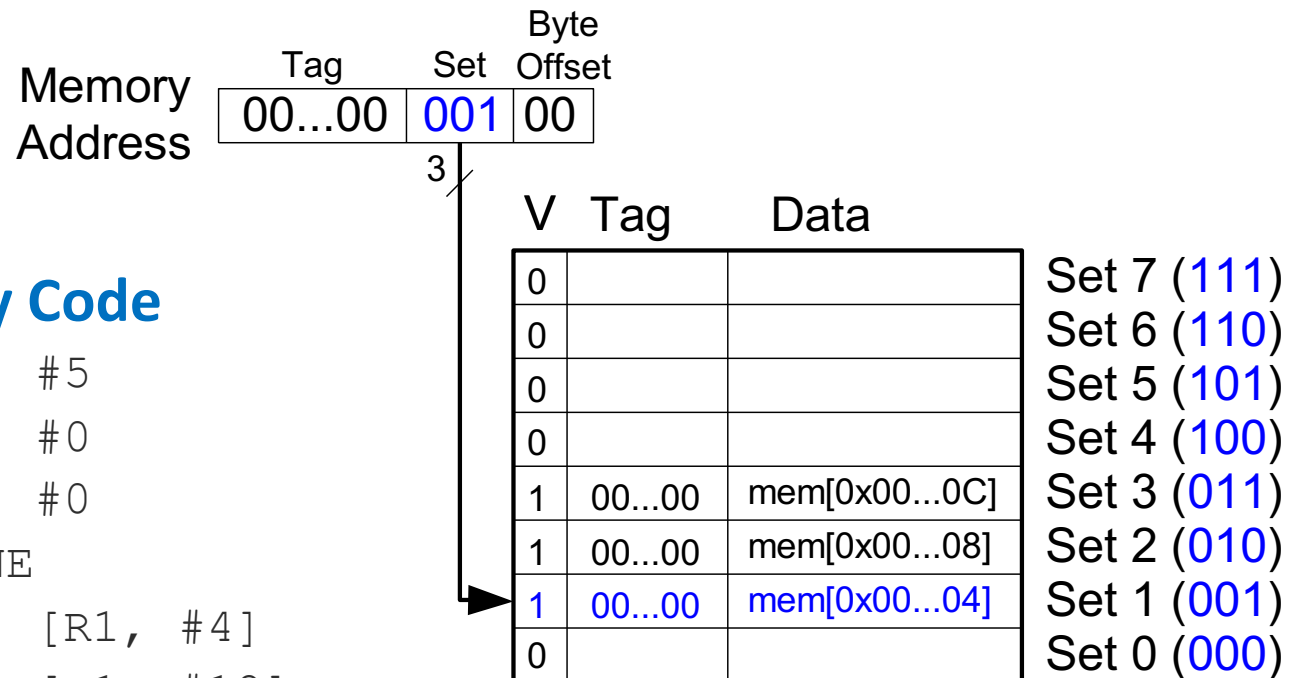 Byte
Tag Set Offset
Memory Address
00...00 001 00
3
V Tag Data
0 Set 7 (111)
y Code
0 Set 6 (110)
#5
0 Set 5 (101)
#0
0 Set 4 (100)
#0
1 00...00 mem[0x00...0C] Set 3 (011)
1 00...00 mem[0x00...08] Set 2 (010)
1 00...00 mem[0x00...04] Set 1 (001)
[R1, #4]
0 Set 0 (000)